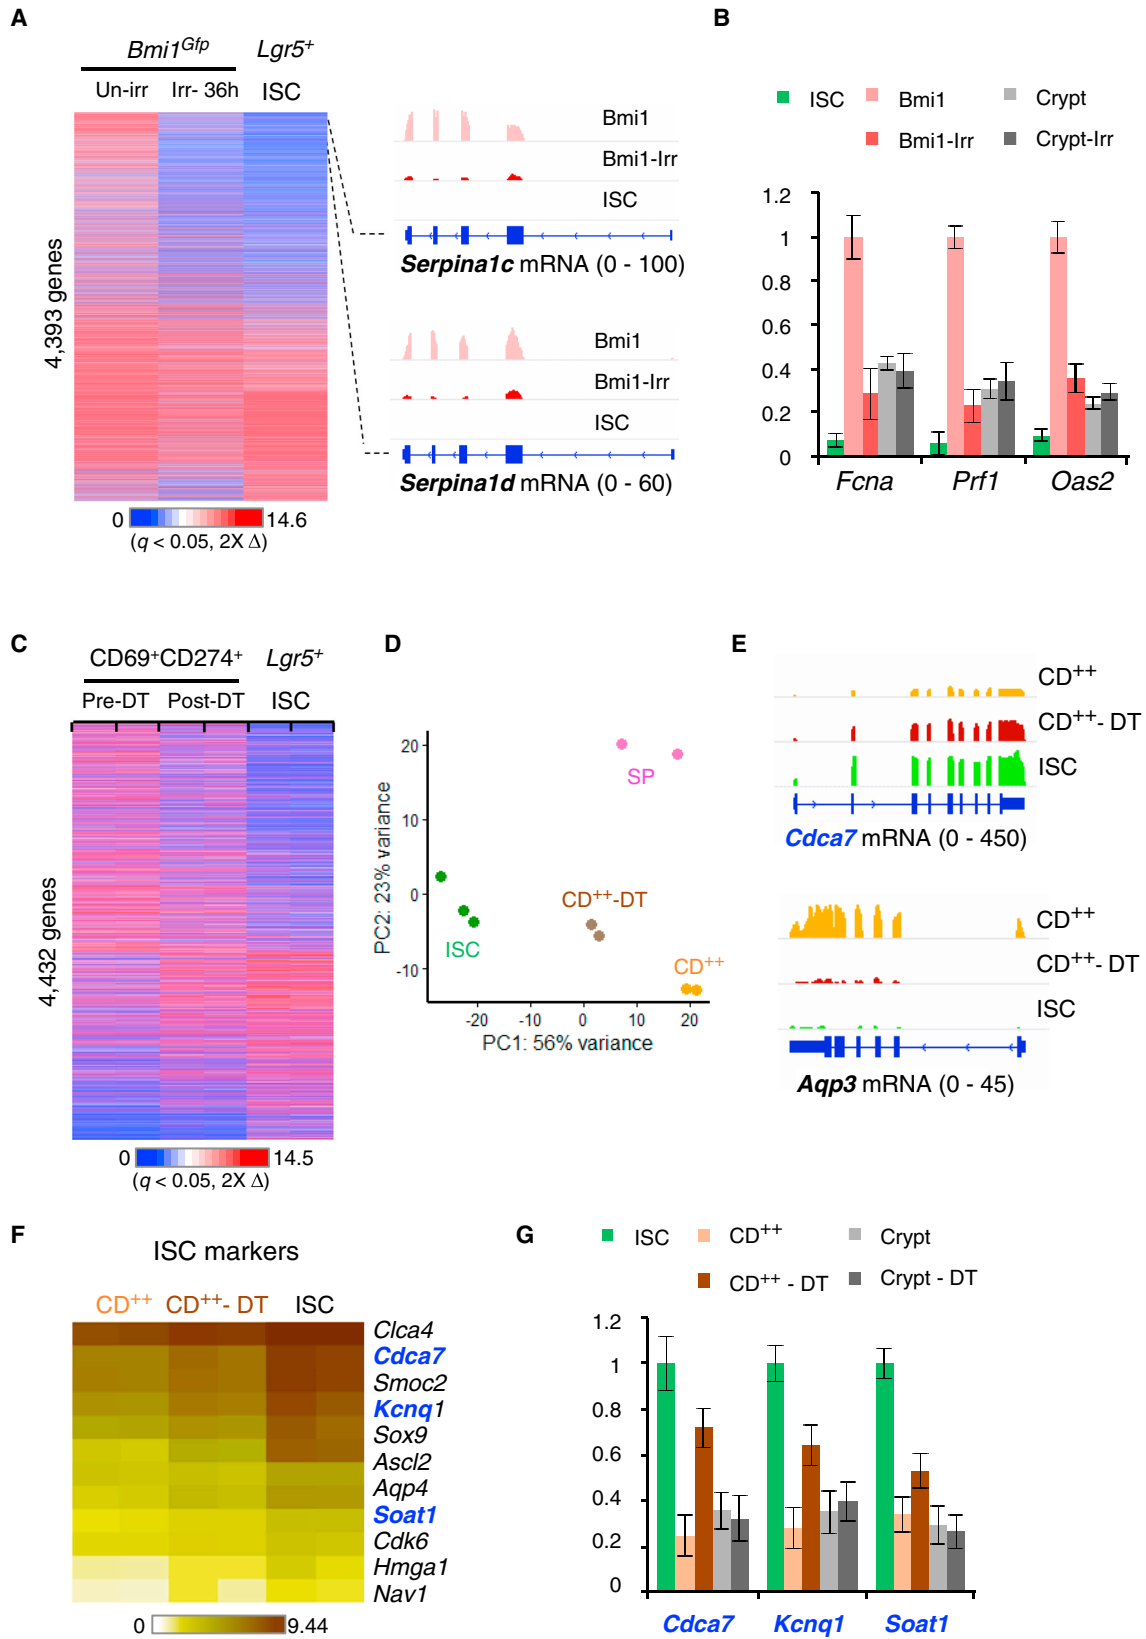 A
Bmi1Gfp Lgr5+
Un-irr Irr- 36h ISC
4,393 genes
0 14.6
(q < 0.05, 2X Δ)
Bmi1
Bmi1-Irr
ISC
Serpina1c mRNA (0 - 100)
Bmi1
Bmi1-Irr
ISC
Serpina1d mRNA (0 - 60)
B
ISC Bmi1 Crypt
Bmi1-Irr Crypt-Irr
1.2
1
0.8
0.6
0.4
0.2
0
Fcna Prf1 Oas2
C
CD69+CD274+ Lgr5+
Pre-DT Post-DT ISC
4,432 genes
0 14.5
(q < 0.05, 2X Δ)
D
20
10
0
-10
PC2: 23% variance
SP
CD++-DT
ISC
CD++
-20 -10 0 10 20
PC1: 56% variance
E
CD++
CD++- DT
ISC
Cdca7 mRNA (0 - 450)
CD++
CD++- DT
ISC
Aqp3 mRNA (0 - 45)
F
ISC markers
CD++ CD++- DT ISC
Clca4
Cdca7
Smoc2
Kcnq1
Sox9
Ascl2
Aqp4
Soat1
Cdk6
Hmga1
Nav1
0 9.44
G
ISC CD++ Crypt
CD++ - DT Crypt - DT
1.2
1
0.8
0.6
0.4
0.2
0
Cdca7 Kcnq1 Soat1